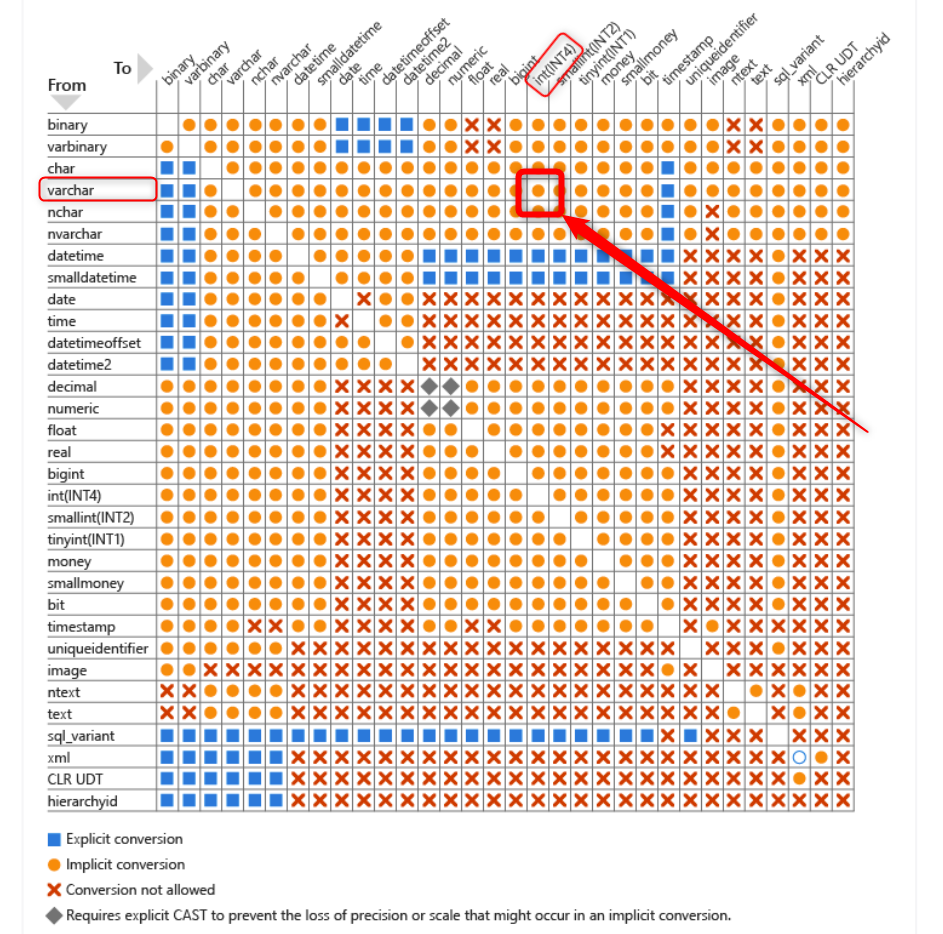 To
From
binary
varbinary
char
varchar
nchar
nvarchar
datetime
smalldatetime
date
time
datetimeoffset
datetime2
decimal
numeric
float
real
bigint
int(INT4)
smallint(INT2)
tinyint(INT1)
money
smallmoney
bit
timestamp
uniqueidentifier
image
ntext
text
sql_variant
xml
CLR UDT
hierarchyid
binary
varbinary
char
varchar
nchar
nvarchar
datetime
smalldatetime
date
time
datetimeoffset
datetime2
decimal
numeric
float
real
bigint
int(INT4)
smallint(INT2)
tinyint(INT1)
money
smallmoney
bit
timestamp
uniqueidentifier
image
ntext
text
sql_variant
xml
CLR UDT
hierarchyid
Explicit conversion
Implicit conversion
Conversion not allowed
Requires explicit CAST to prevent the loss of precision or scale that might occur in an implicit conversion.